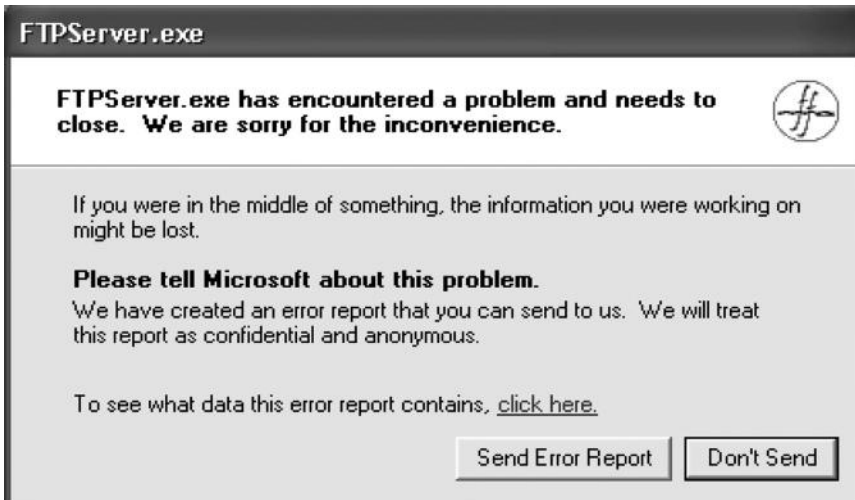 FTPServer.exe
FTPServer.exe has encountered a problem and needs to
close. We are sorry for the inconvenience.
If you were in the middle of something, the information you were working on
might be lost.
Please tell Microsoft about this problem.
We have created an error report that you can send to us. We will treat
this report as confidential and anonymous.
To see what data this error report contains, click here.
Send Error Report
Don't Send